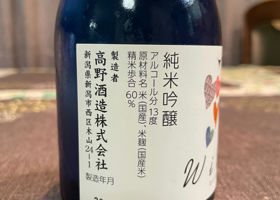 純米吟醸
アルコール分13度
原材料名 米(国産)、米麹(国産米)
精米歩合 60%
製造者
高野酒造株式会社
新潟県新潟市西区木山24-1
製造年月